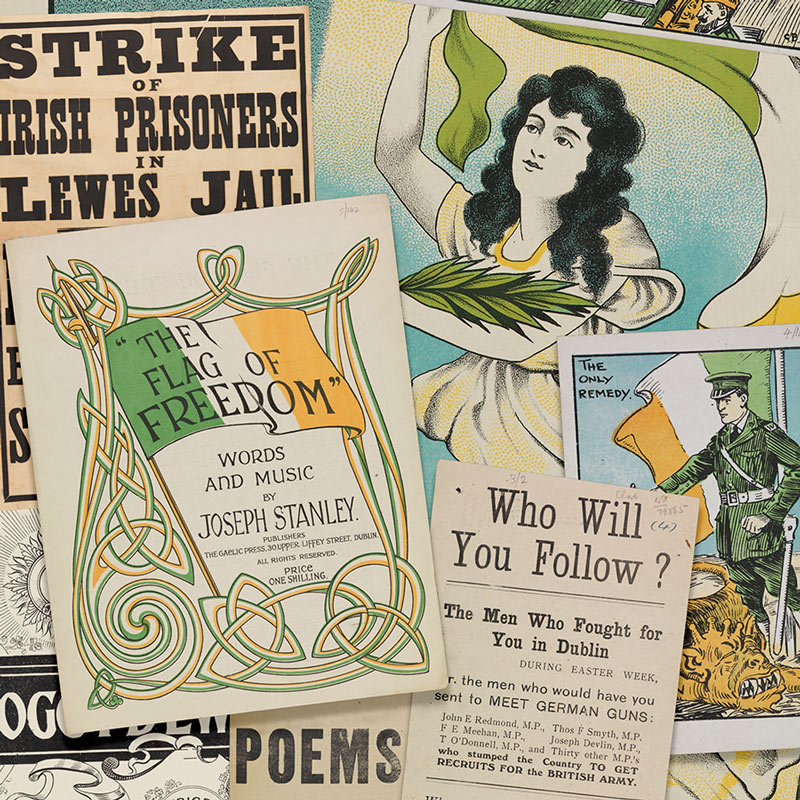 STRIKE
OF
IRISH PRISONERS
IN
LEWES JAIL
5/142
"THE
FLAG OF
FREEDOM"
WORDS
AND MUSIC
BY
JOSEPH STANLEY.
PUBLISHERS
THE GAELIC PRESS, 30, UPPER LIFFEY STREET, DUBLIN.
ALL RIGHTS RESERVED.
PRICE
ONE SHILLING.
THE
ONLY
REMEDY.
3/2
(4)
Who Will
You Follow?
The Men Who Fought for
You in Dublin
DURING EASTER WEEK,
r. the men who would have you
sent to MEET GERMAN GUNS:
John E Redmond, M.P., Thos F Smyth, M.P.
F E Meehan, M.P., Joseph Devlin, M.P.,
T O'Donnell, M.P., and Thirty other M.P.'s
who stumped the Country TO GET
RECRUITS for the BRITISH ARMY.
POEMS